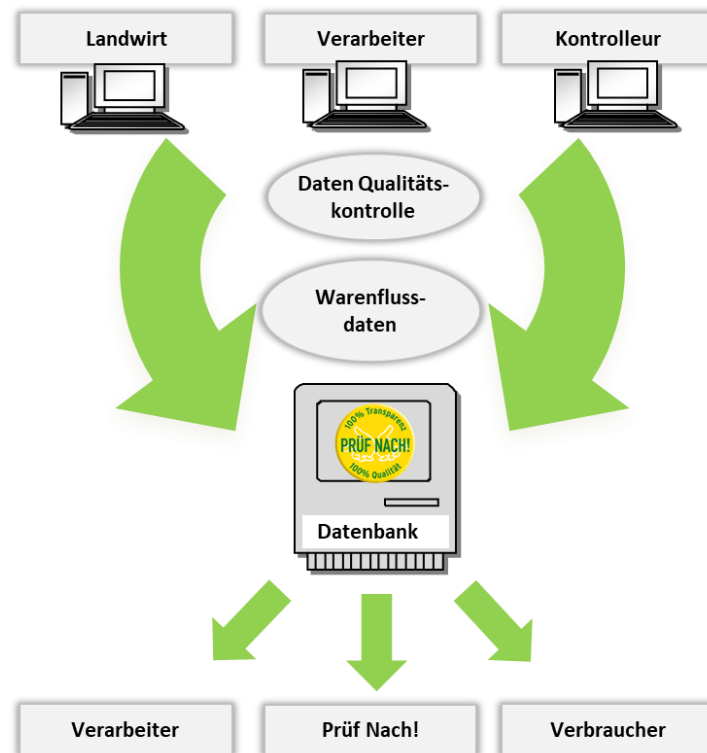 Landwirt
Verarbeiter
Kontrolleur
Daten Qualitäts-
kontrolle
Warenfluss-
daten
100% Transparenz
PRÜF NACH!
100% Qualität
Datenbank
Verarbeiter
Prüf Nach!
Verbraucher